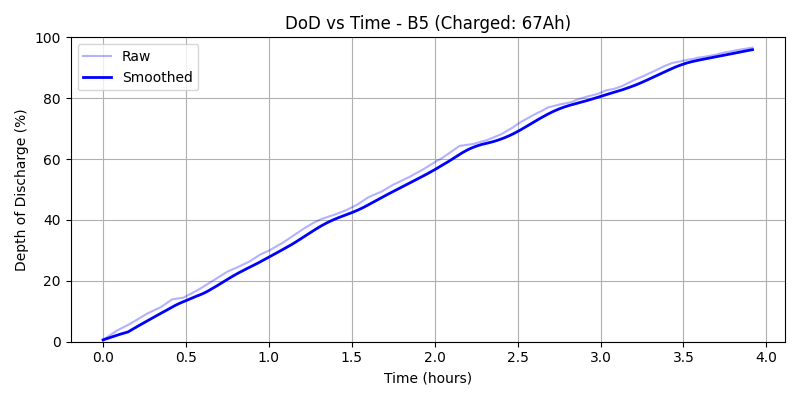 DoD vs Time - B5 (Charged: 67Ah)
Raw
Smoothed
Depth of Discharge (%)
100
80
60
40
20
0
0.0 0.5 1.0 1.5 2.0 2.5 3.0 3.5 4.0
Time (hours)